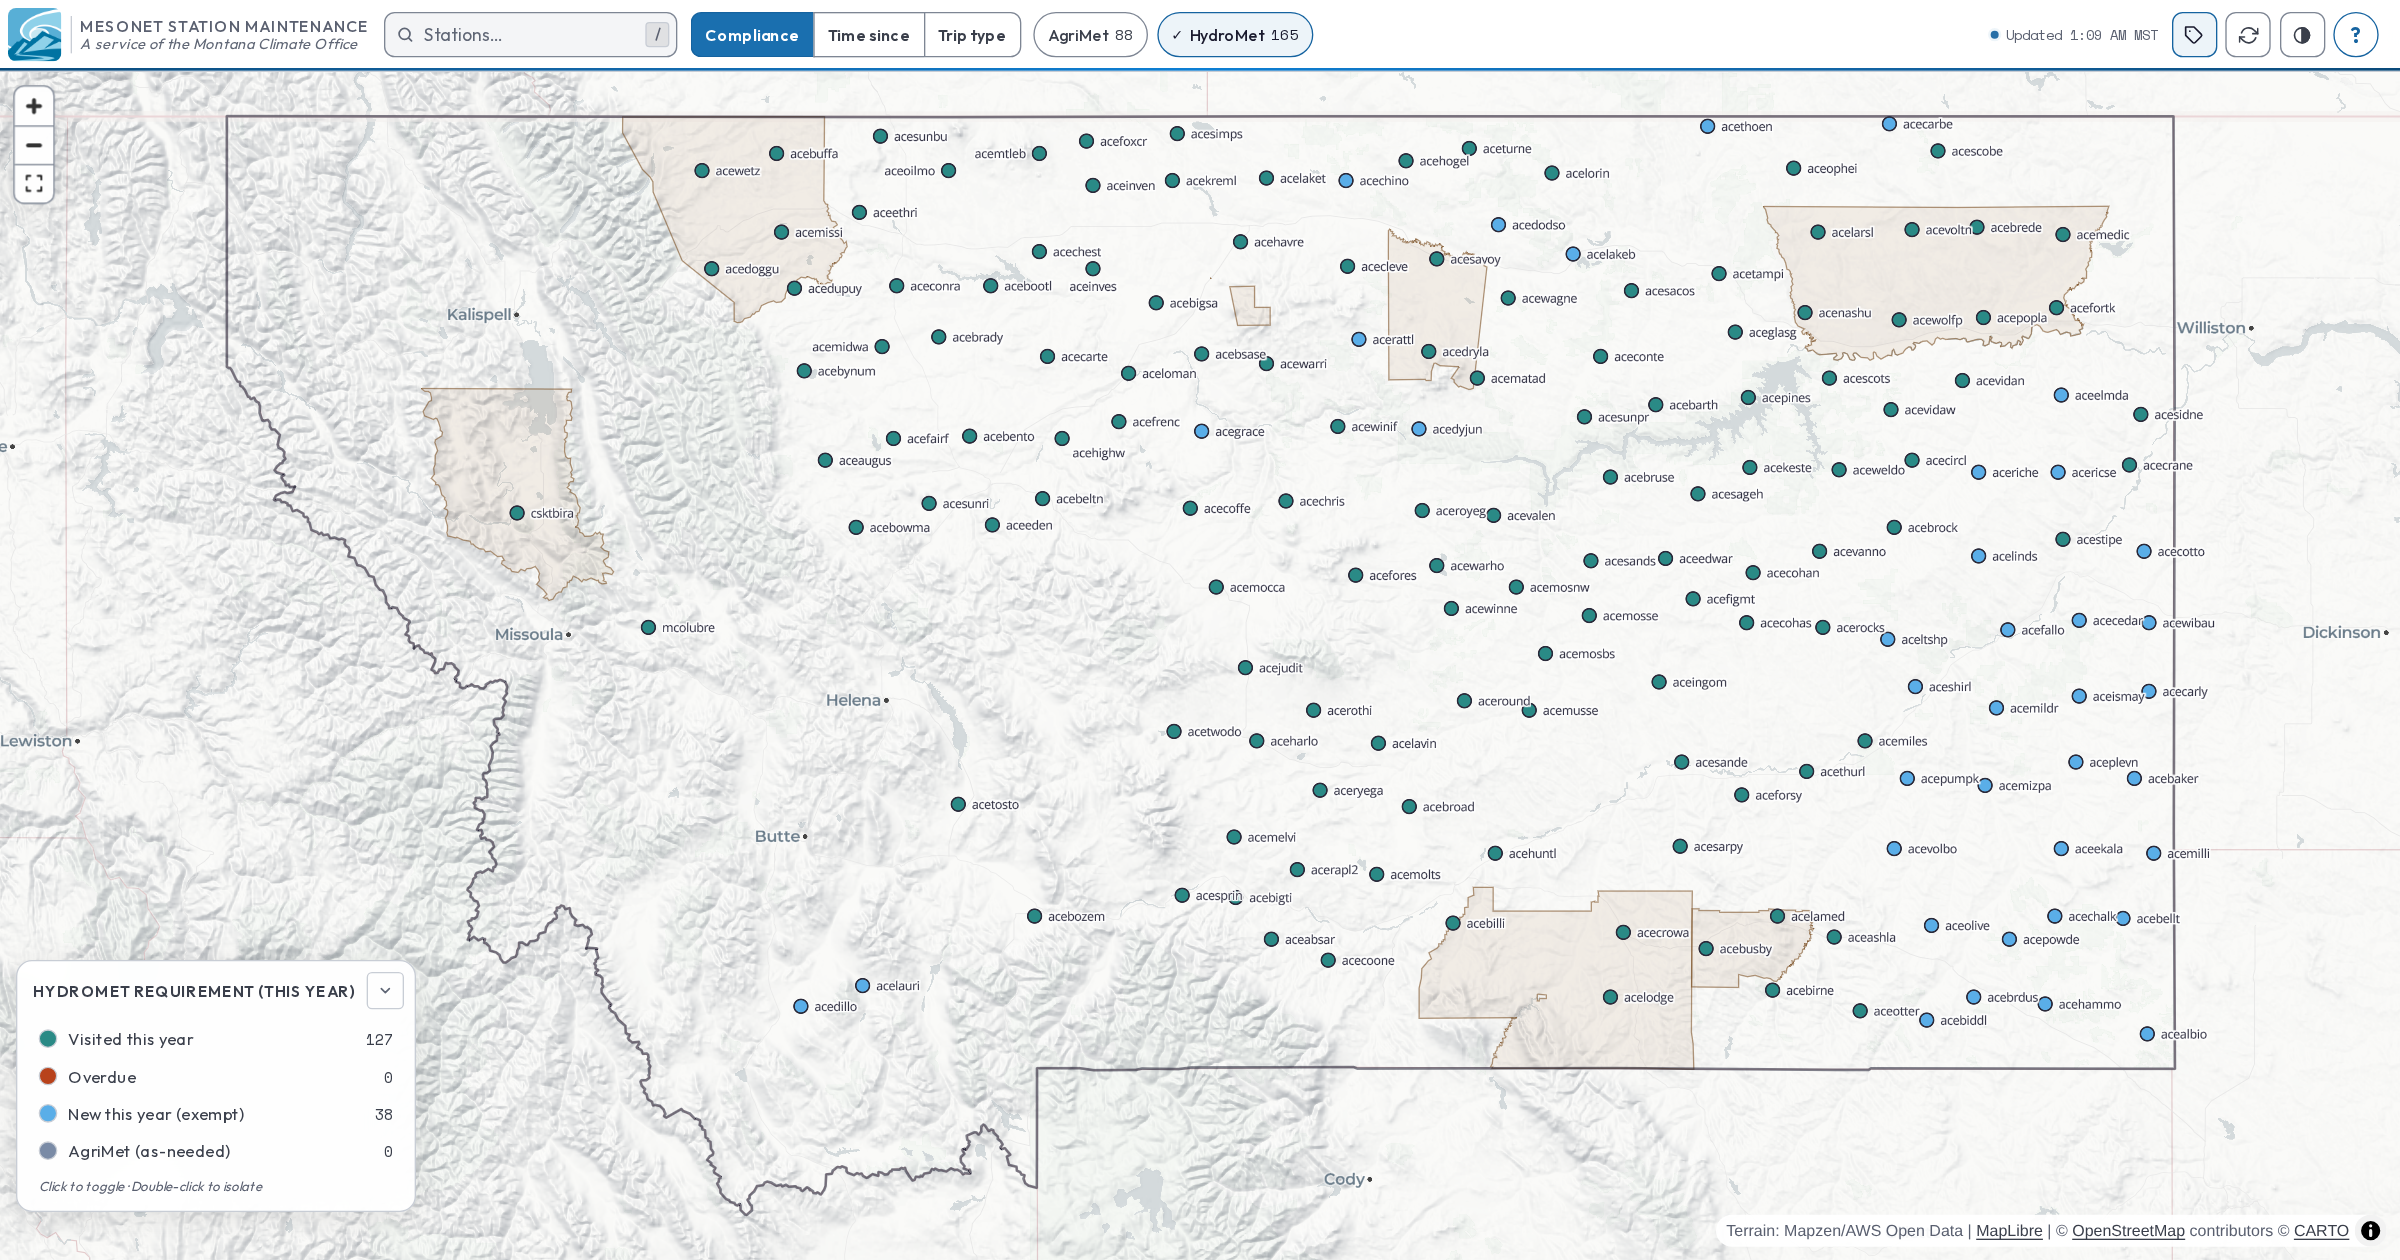 MESONET STATION MAINTENANCE
A service of the Montana Climate Office
Stations...
/
Compliance
Time since
Trip type
AgriMet 88
✓ HydroMet 165
Updated 1:09 AM MST
?
acethoen
acecarbe
acesunbu
acesimps
acefoxcr
aceturne
acebuffa
acemtleb
acehogel
acescobe
acewetz
aceoilmo
aceophei
acelorin
aceinven
acekreml
acelaket
acechino
aceethri
acedodso
acemissi
acelarsl
acevoltn
acebrede
acemedic
acehavre
acechest
acelakeb
acedoggu
aceinves
acecleve
acesavoy
acetampi
acedupuy
aceconra
acebootl
acesacos
acewagne
acebigsa
acenashu
acewolfp
acepopla
acefortk
Kalispell
Williston
aceglasg
acebrady
acerattl
acemidwa
acecarte
acebsase
acewarri
acedryla
aceconte
acebynum
aceloman
acematad
acescots
acevidan
acepines
aceelmda
acebarth
acevidaw
acesidne
acesunpr
acefrenc
acegrace
acewinif
acedyjun
acefairf
acebento
acehighw
aceaugus
acecircl
acekeste
aceweldo
aceriche
acericse
acecrane
acebruse
acesageh
acesunri
acebeltn
acecoffe
acechris
aceroyeg
acevalen
csktbira
acebowma
aceeden
acebrock
acestipe
acevanno
acelinds
acecotto
acesands
aceedwar
acewarho
acefores
acecohan
acemocca
acemosnw
acefigmt
acewinne
acemosse
acecohas
acerocks
aceltshp
acefallo
acecedar
acewibau
Missoula
mcolubre
Dickinson
acemosbs
acejudit
aceingom
aceshirl
aceismay
acecarly
Helena
aceround
acemusse
acemildr
acerothi
acetwodo
aceharlo
acelavin
acemiles
Lewiston
acesande
acethurl
aceplevn
acepumpk
acemizpa
acebaker
aceforsy
aceryega
acebroad
acetosto
Butte
acemelvi
acehuntl
acesarpy
acevolbo
aceekala
acemilli
acerapl2
acemolts
acesprin
acebigti
acebozem
acebilli
acecrowa
acelamed
aceashla
acebusby
aceolive
acechalk
acebellt
acepowde
aceabsar
acecoone
acelauri
acedillo
acelodge
acebirne
aceotter
acebiddl
acebrdus
acehammo
acealbio
Cody
HYDROMET REQUIREMENT (THIS YEAR)
Visited this year 127
Overdue 0
New this year (exempt) 38
AgriMet (as-needed) 0
Click to toggle · Double-click to isolate
Terrain: Mapzen/AWS Open Data | MapLibre | © OpenStreetMap contributors © CARTO